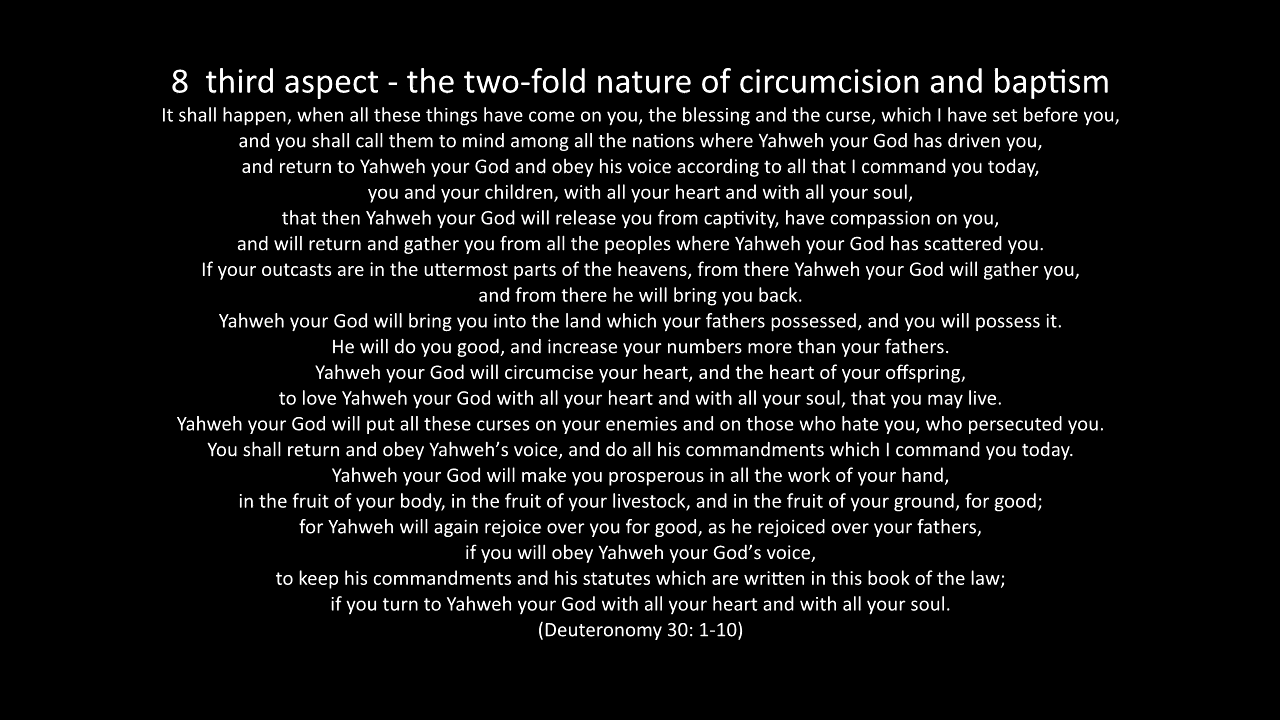 8  third aspect - the two-fold nature of circumcision and baptism
It shall happen, when all these things have come on you, the blessing and the curse, which I have set before you,
and you shall call them to mind among all the nations where Yahweh your God has driven you,
and return to Yahweh your God and obey his voice according to all that I command you today,
you and your children, with all your heart and with all your soul,
that then Yahweh your God will release you from captivity, have compassion on you,
and will return and gather you from all the peoples where Yahweh your God has scattered you.
If your outcasts are in the uttermost parts of the heavens, from there Yahweh your God will gather you,
and from there he will bring you back.
Yahweh your God will bring you into the land which your fathers possessed, and you will possess it.
He will do you good, and increase your numbers more than your fathers.
Yahweh your God will circumcise your heart, and the heart of your offspring,
to love Yahweh your God with all your heart and with all your soul, that you may live.
Yahweh your God will put all these curses on your enemies and on those who hate you, who persecuted you.
You shall return and obey Yahweh’s voice, and do all his commandments which I command you today.
Yahweh your God will make you prosperous in all the work of your hand,
in the fruit of your body, in the fruit of your livestock, and in the fruit of your ground, for good;
for Yahweh will again rejoice over you for good, as he rejoiced over your fathers,
if you will obey Yahweh your God’s voice,
to keep his commandments and his statutes which are written in this book of the law;
if you turn to Yahweh your God with all your heart and with all your soul.
(Deuteronomy 30: 1-10)